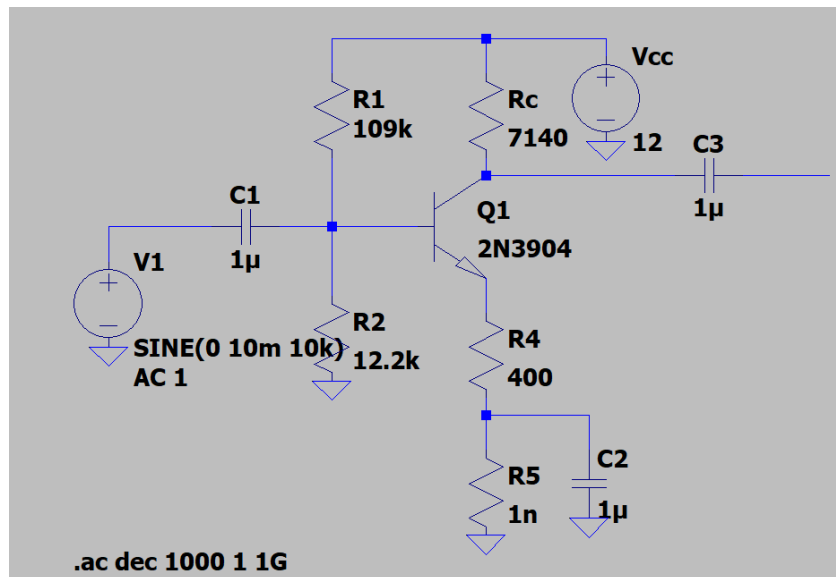 Vcc
12
R1
109k
Rc
7140
C3
1µ
C1
1µ
Q1
2N3904
V1
SINE(0 10m 10k)
AC 1
R2
12.2k
R4
400
R5
1n
C2
1µ
.ac dec 1000 1 1G